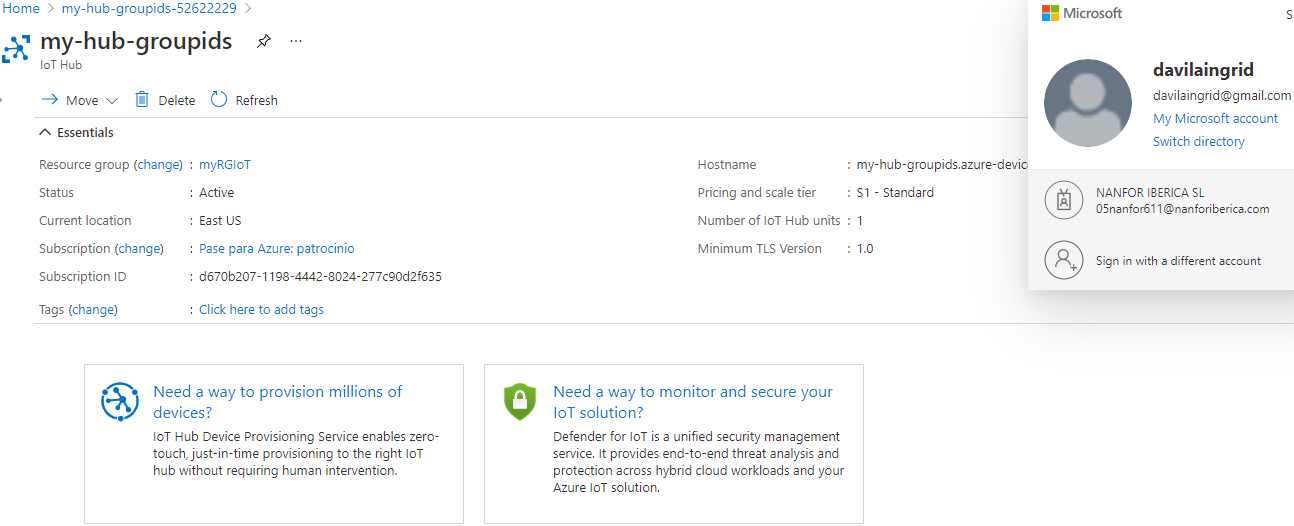 Home > my-hub-groupids-52622229 >
my-hub-groupids ...
IoT Hub
Move Delete Refresh
Essentials
Resource group (change) : myRGIoT
Status : Active
Current location : East US
Subscription (change) : Pase para Azure: patrocinio
Subscription ID : d670b207-1198-4442-8024-277c90d2f635
Tags (change) : Click here to add tags
Hostname : my-hub-groupids.azure-device
Pricing and scale tier : S1 - Standard
Number of IoT Hub units : 1
Minimum TLS Version : 1.0
Microsoft
S
davilaingrid
davilaingrid@gmail.com
My Microsoft account
Switch directory
NANFOR IBERICA SL
05nanfor611@nanforiberica.com
Sign in with a different account
Need a way to provision millions of
devices?
IoT Hub Device Provisioning Service enables zero-
touch, just-in-time provisioning to the right IoT
hub without requiring human intervention.
Need a way to monitor and secure your
IoT solution?
Defender for IoT is a unified security management
service. It provides end-to-end threat analysis and
protection across hybrid cloud workloads and your
Azure IoT solution.